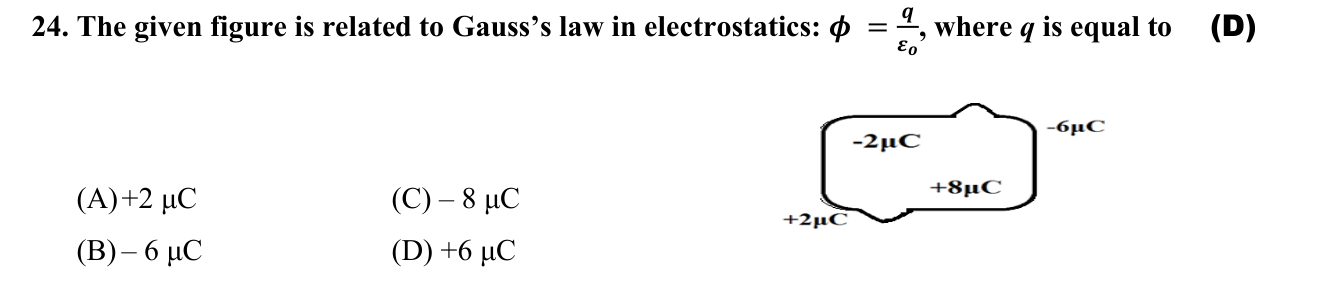 24. The given figure is related to Gauss’s law in electrostatics: ϕ = q/εo, where q is equal to (D)
-6μC
-2μC
(A)+2 μC (C) – 8 μC +8μC
+2μC
(B) – 6 μC (D) +6 μC